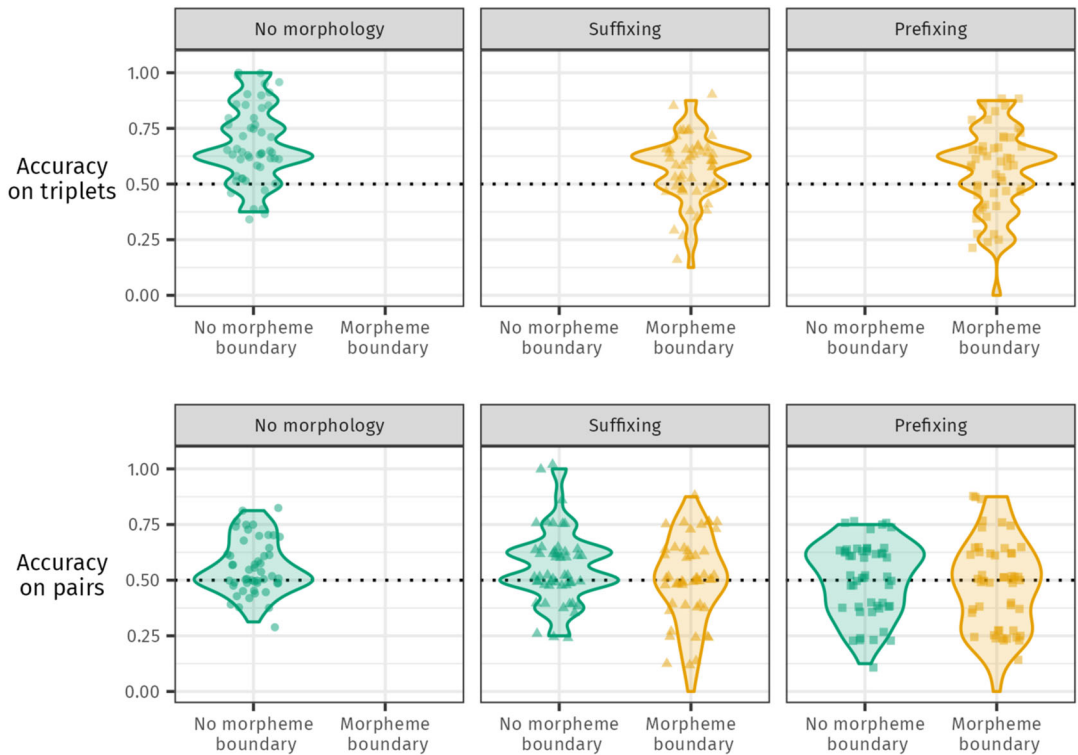 No morphology
Suffixing
Prefixing
Accuracy
on triplets
1.00
0.75
0.50
0.25
0.00
No morpheme
boundary
Morpheme
boundary
No morpheme
boundary
Morpheme
boundary
No morpheme
boundary
Morpheme
boundary
No morphology
Suffixing
Prefixing
Accuracy
on pairs
1.00
0.75
0.50
0.25
0.00
No morpheme
boundary
Morpheme
boundary
No morpheme
boundary
Morpheme
boundary
No morpheme
boundary
Morpheme
boundary